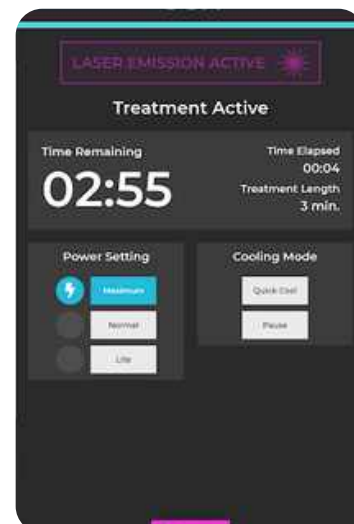 LASER EMISSION ACTIVE
Treatment Active
Time Remaining
02:55
Time Elapsed
00:04
Treatment Length
3 min.
Power Setting
Maximum
Normal
Lite
Cooling Mode
Quick Cool
Pause